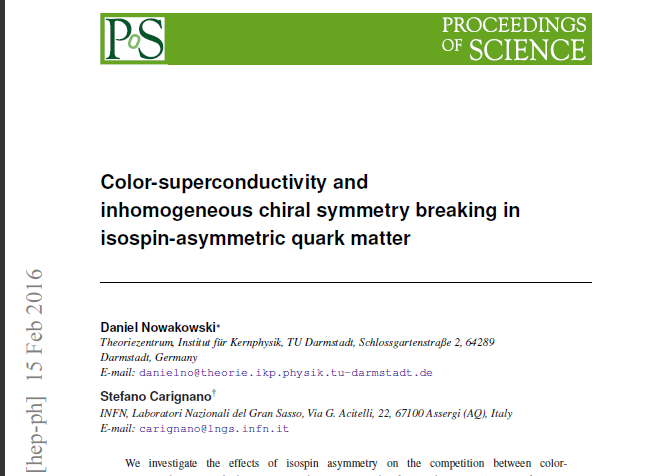 PoS
PROCEEDINGS
OF SCIENCE
Color-superconductivity and
inhomogeneous chiral symmetry breaking in
isospin-asymmetric quark matter
[hep-ph] 15 Feb 2016
Daniel Nowakowski*
Theoriezentrum, Institut für Kernphysik, TU Darmstadt, Schlossgartenstraße 2, 64289
Darmstadt, Germany
E-mail: danielno@theorie.ikp.physik.tu-darmstadt.de
Stefano Carignano†
INFN, Laboratori Nazionali del Gran Sasso, Via G. Acitelli, 22, 67100 Assergi (AQ), Italy
E-mail: carignano@lngs.infn.it
We investigate the effects of isospin asymmetry on the competition between color-